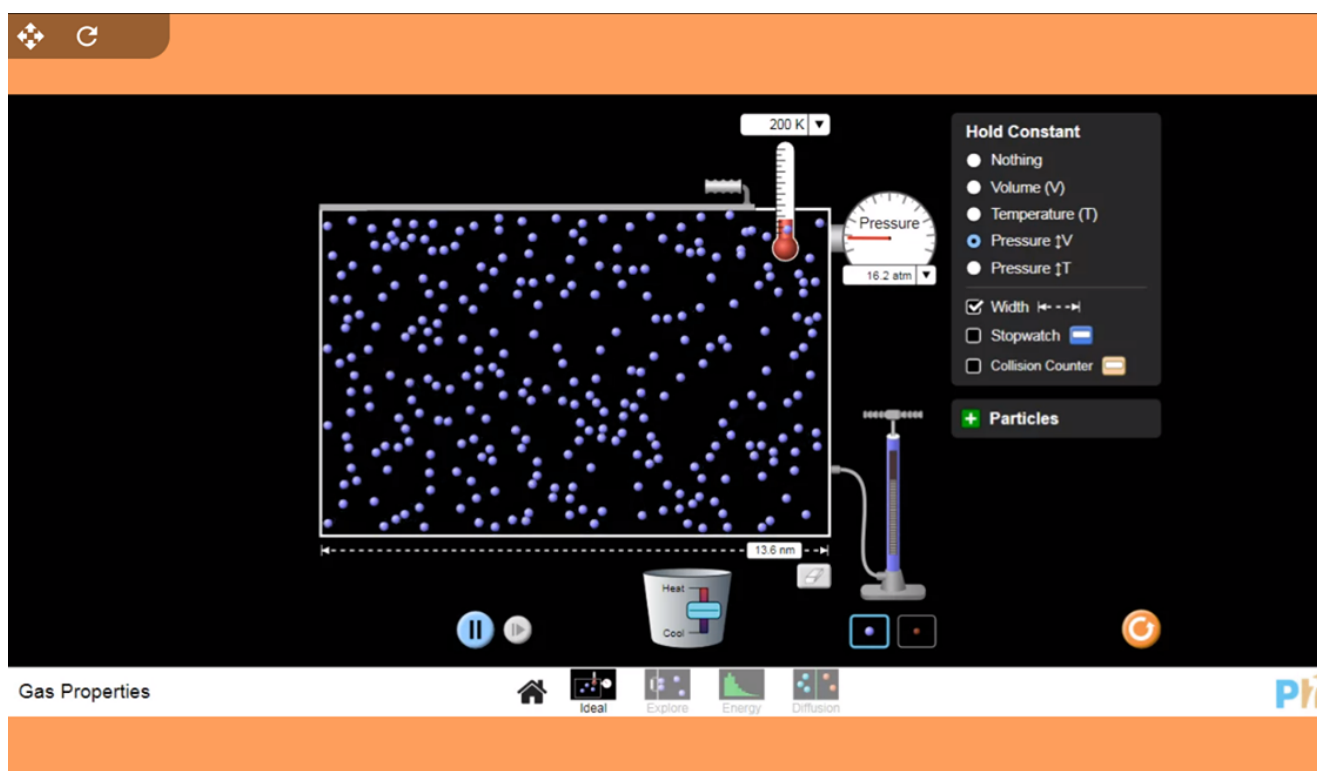 200 K
Hold Constant
Nothing
Volume (V)
Temperature (T)
Pressure ↕V
Pressure ↕T
Pressure
16.2 atm
Width
Stopwatch
Collision Counter
Particles
13.6 nm
Heat
Cool
Gas Properties
Ideal
Explore
Energy
Diffusion